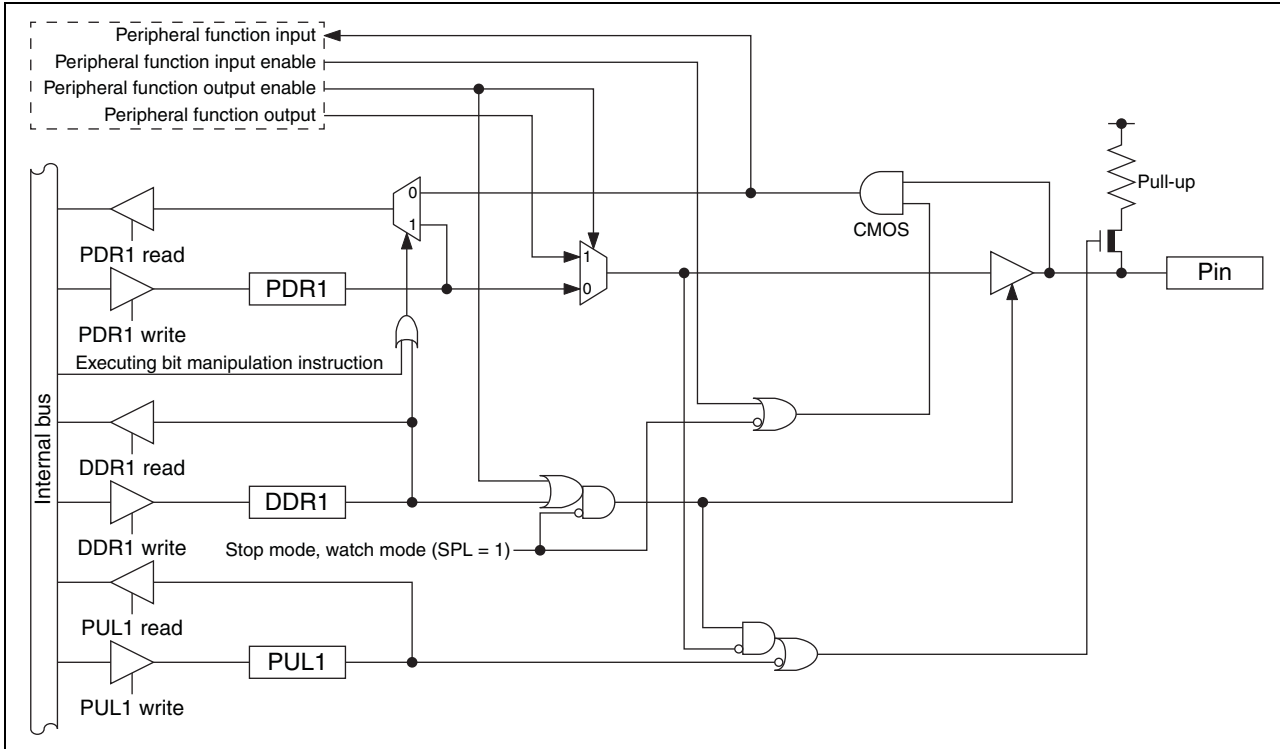 Peripheral function input
Peripheral function input enable
Peripheral function output enable
Peripheral function output
Pull-up
0
CMOS
1
PDR1 read
1
Pin
PDR1
0
PDR1 write
Executing bit manipulation instruction
Internal bus
DDR1 read
DDR1
DDR1 write
Stop mode, watch mode (SPL = 1)
PUL1 read
PUL1
PUL1 write